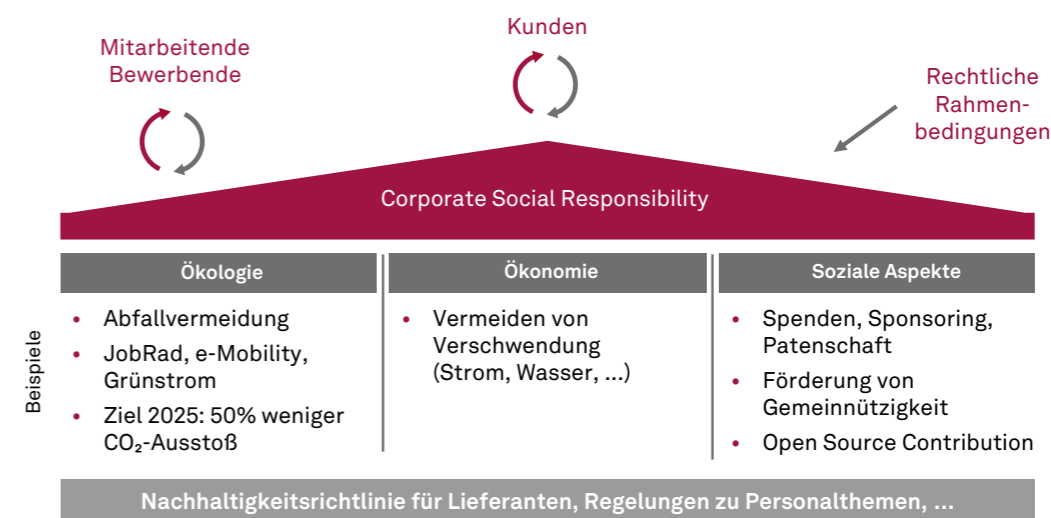 Kunden
Mitarbeitende
Bewerbende
Rechtliche
Rahmen-
bedingungen
Corporate Social Responsibility
Ökologie
Ökonomie
Soziale Aspekte
Beispiele
• Abfallvermeidung
• JobRad, e-Mobility,
Grünstrom
• Ziel 2025: 50% weniger
CO₂-Ausstoß
• Vermeiden von
Verschwendung
(Strom, Wasser, ...)
• Spenden, Sponsoring,
Patenschaft
• Förderung von
Gemeinnützigkeit
• Open Source Contribution
Nachhaltigkeitsrichtlinie für Lieferanten, Regelungen zu Personalthemen, ...